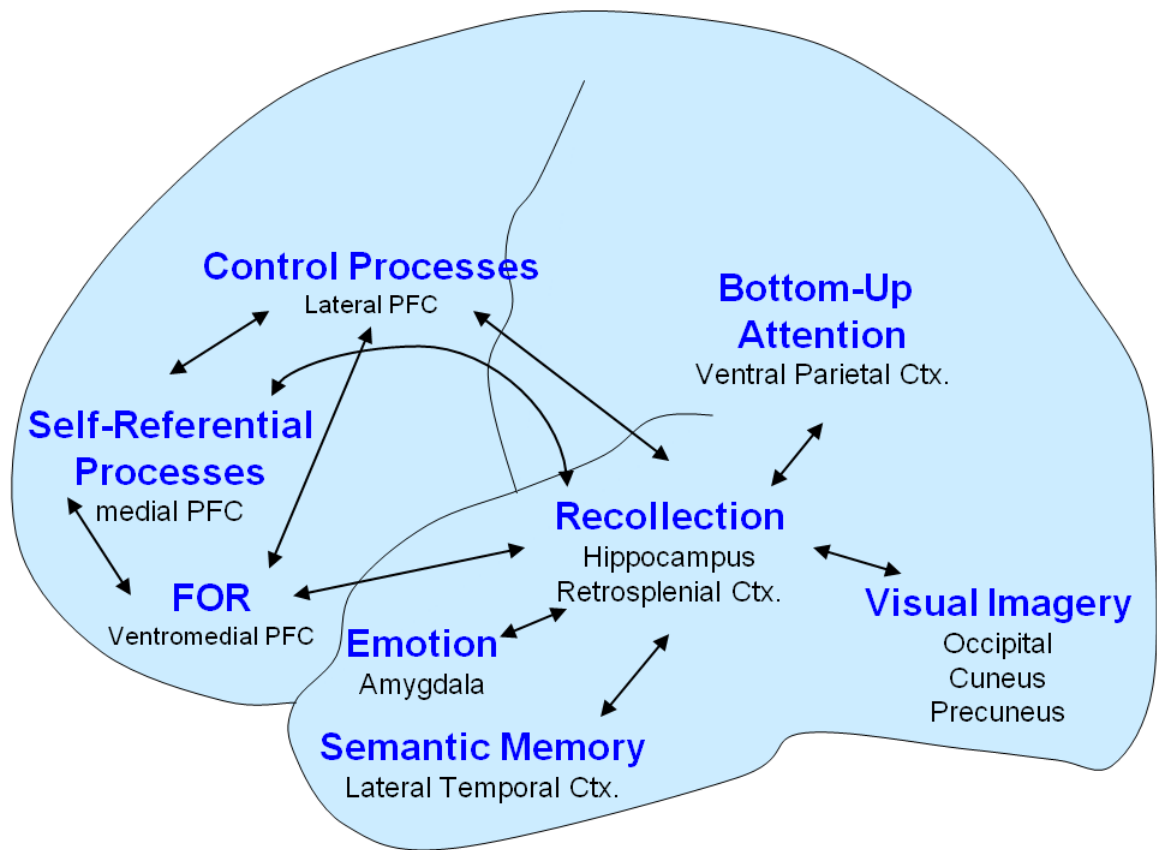 Control Processes
Lateral PFC
Bottom-Up
Attention
Ventral Parietal Ctx.
Self-Referential
Processes
medial PFC
Recollection
Hippocampus
Retrosplenial Ctx.
FOR
Ventromedial PFC
Visual Imagery
Occipital
Cuneus
Precuneus
Emotion
Amygdala
Semantic Memory
Lateral Temporal Ctx.